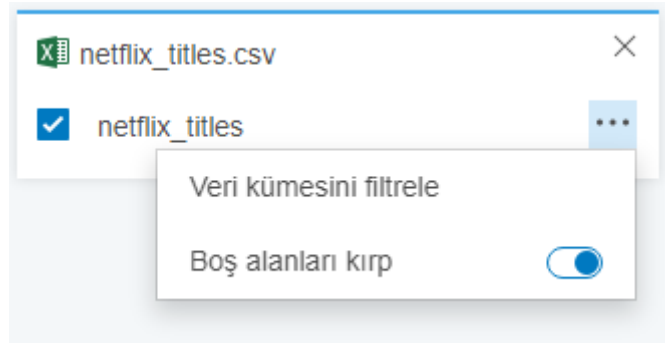 netflix_titles.csv
netflix_titles
Veri kümesini filtrele
Boş alanları kırp